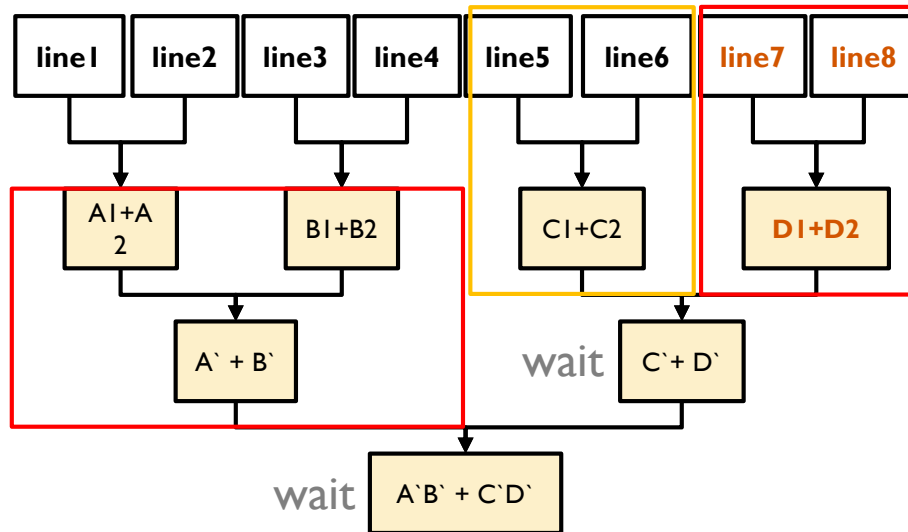 line1
line2
line3
line4
line5
line6
line7
line8
A1+A
2
B1+B2
C1+C2
D1+D2
A` + B`
wait
C`+ D`
wait
A`B` + C`D`